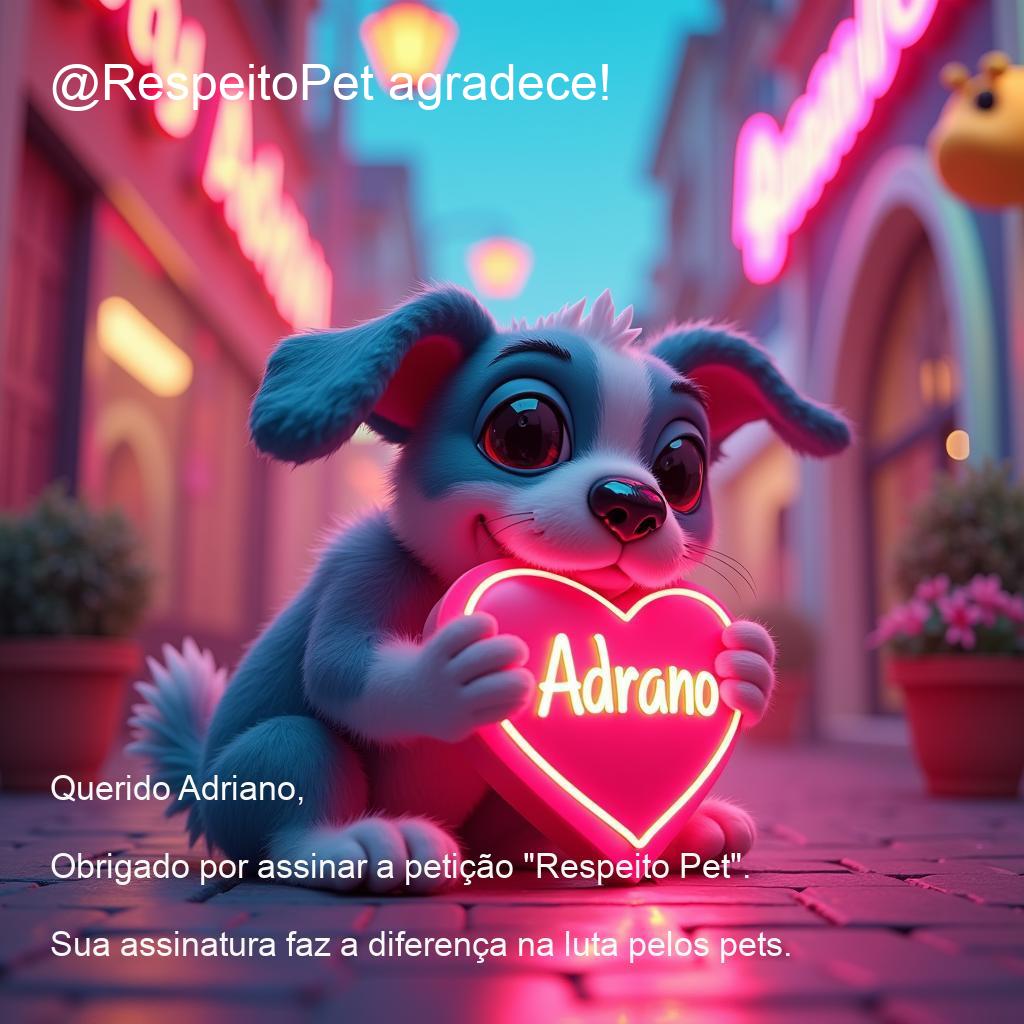 @RespeitoPet agradece!
Adrano
Querido Adriano,
Obrigado por assinar a petição "Respeito Pet".
Sua assinatura faz a diferença na luta pelos pets.